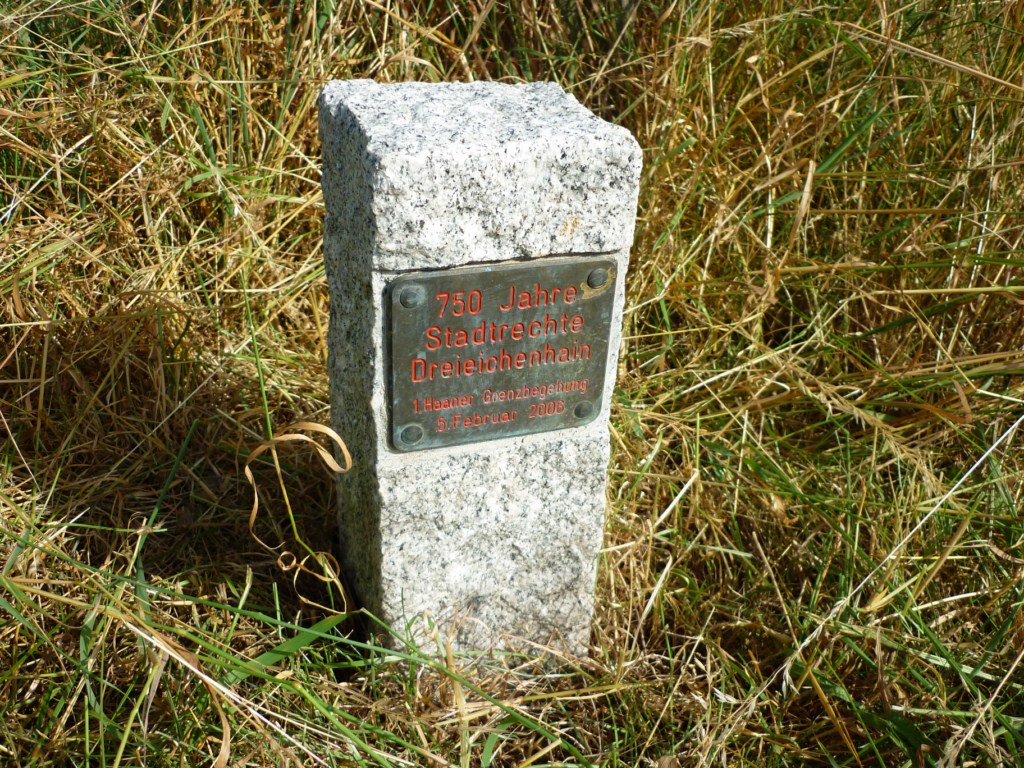 750 Jahre
Stadtrechte
Dreieichenhain
1.Haaner Grenzbegehung
5.Februar 2006